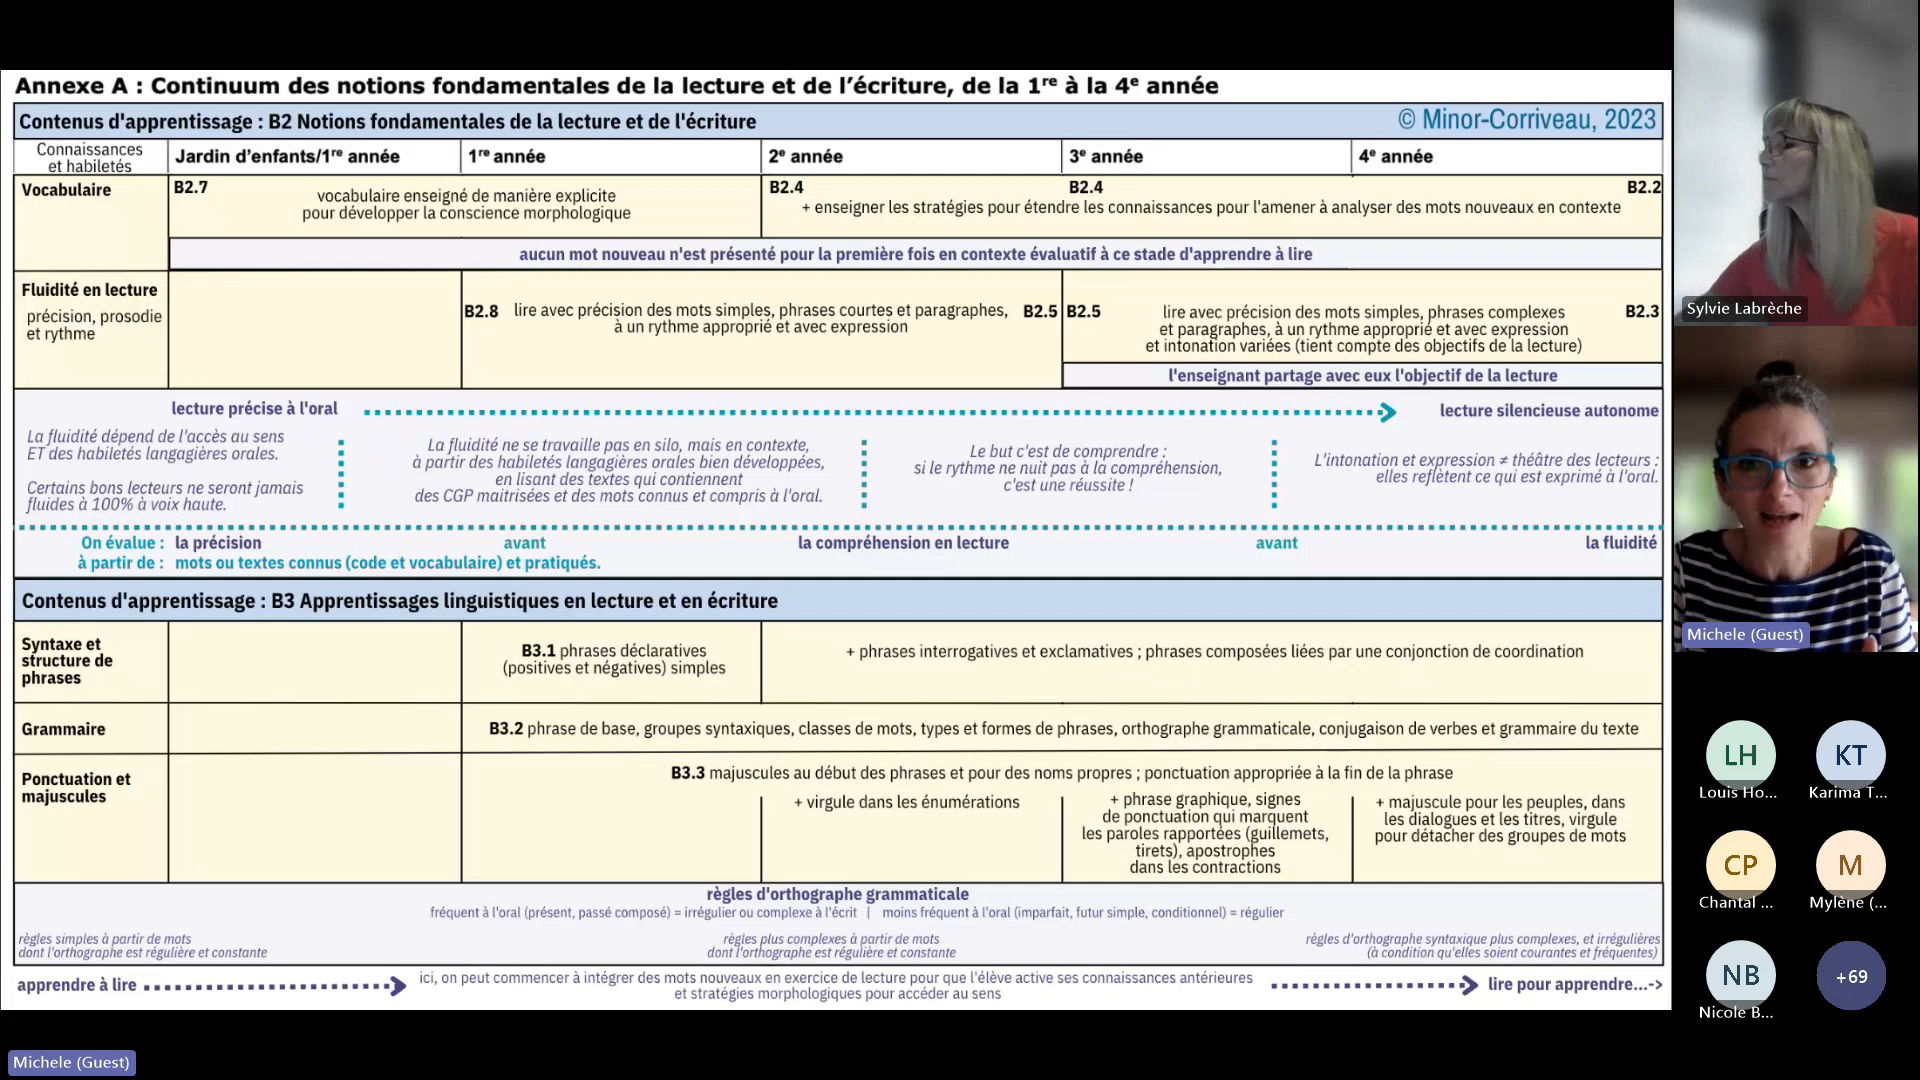 Annexe A : Continuum des notions fondamentales de la lecture et de l'écriture, de la 1re à la 4e année
Contenus d'apprentissage : B2 Notions fondamentales de la lecture et de l'écriture
© Minor-Corriveau, 2023
Connaissances
et habiletés
Jardin d'enfants/1re année
1re année
2e année
3e année
4e année
Vocabulaire
B2.7
vocabulaire enseigné de manière explicite
pour développer la conscience morphologique
B2.4
B2.4
B2.2
+ enseigner les stratégies pour étendre les connaissances pour l'amener à analyser des mots nouveaux en contexte
aucun mot nouveau n'est présenté pour la première fois en contexte évaluatif à ce stade d'apprendre à lire
Fluidité en lecture
précision, prosodie
et rythme
B2.8
lire avec précision des mots simples, phrases courtes et paragraphes,
à un rythme approprié et avec expression
B2.5
B2.5
lire avec précision des mots simples, phrases complexes
et paragraphes, à un rythme approprié et avec expression
et intonation variées (tient compte des objectifs de la lecture)
B2.3
l'enseignant partage avec eux l'objectif de la lecture
lecture précise à l'oral
lecture silencieuse autonome
La fluidité dépend de l'accès au sens
ET des habiletés langagières orales.
Certains bons lecteurs ne seront jamais
fluides à 100% à voix haute.
La fluidité ne se travaille pas en silo, mais en contexte,
à partir des habiletés langagières orales bien développées,
en lisant des textes qui contiennent
des CGP maitrisées et des mots connus et compris à l'oral.
Le but c'est de comprendre :
si le rythme ne nuit pas à la compréhension,
c'est une réussite !
L'intonation et expression ≠ théâtre des lecteurs :
elles reflètent ce qui est exprimé à l'oral.
On évalue : la précision avant la compréhension en lecture avant la fluidité
à partir de : mots ou textes connus (code et vocabulaire) et pratiqués.
Contenus d'apprentissage : B3 Apprentissages linguistiques en lecture et en écriture
Syntaxe et
structure de
phrases
B3.1 phrases déclaratives
(positives et négatives) simples
+ phrases interrogatives et exclamatives ; phrases composées liées par une conjonction de coordination
Grammaire
B3.2 phrase de base, groupes syntaxiques, classes de mots, types et formes de phrases, orthographe grammaticale, conjugaison de verbes et grammaire du texte
Ponctuation et
majuscules
B3.3 majuscules au début des phrases et pour des noms propres ; ponctuation appropriée à la fin de la phrase
+ virgule dans les énumérations
+ phrase graphique, signes
de ponctuation qui marquent
les paroles rapportées (guillemets,
tirets), apostrophes
dans les contractions
+ majuscule pour les peuples, dans
les dialogues et les titres, virgule
pour détacher des groupes de mots
règles d'orthographe grammaticale
fréquent à l'oral (présent, passé composé) = irrégulier ou complexe à l'écrit | moins fréquent à l'oral (imparfait, futur simple, conditionnel) = régulier
règles simples à partir de mots
dont l'orthographe est régulière et constante
règles plus complexes à partir de mots
dont l'orthographe est régulière et constante
règles d'orthographe syntaxique plus complexes, et irrégulières
(à condition qu'elles soient courantes et fréquentes)
apprendre à lire
ici, on peut commencer à intégrer des mots nouveaux en exercice de lecture pour que l'élève active ses connaissances antérieures
et stratégies morphologiques pour accéder au sens
lire pour apprendre...->
Sylvie Labrèche
Michele (Guest)
LH
Louis Ho...
KT
Karima T...
CP
Chantal ...
M
Mylène (...
NB
Nicole B...
+69
Michele (Guest)